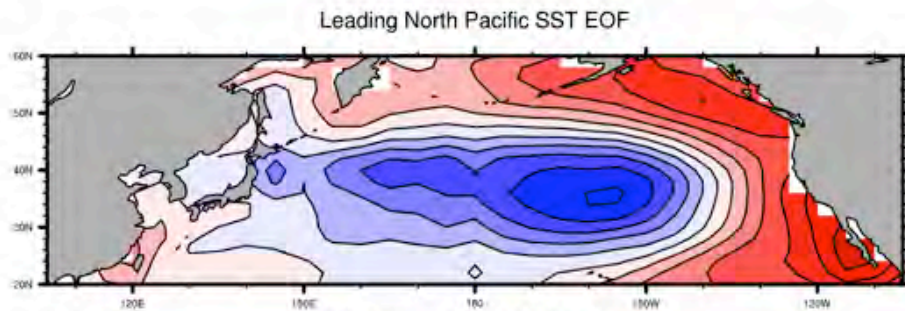 Leading North Pacific SST EOF
60N
50N
40N
30N
20N
120E
150E
180
150W
120W